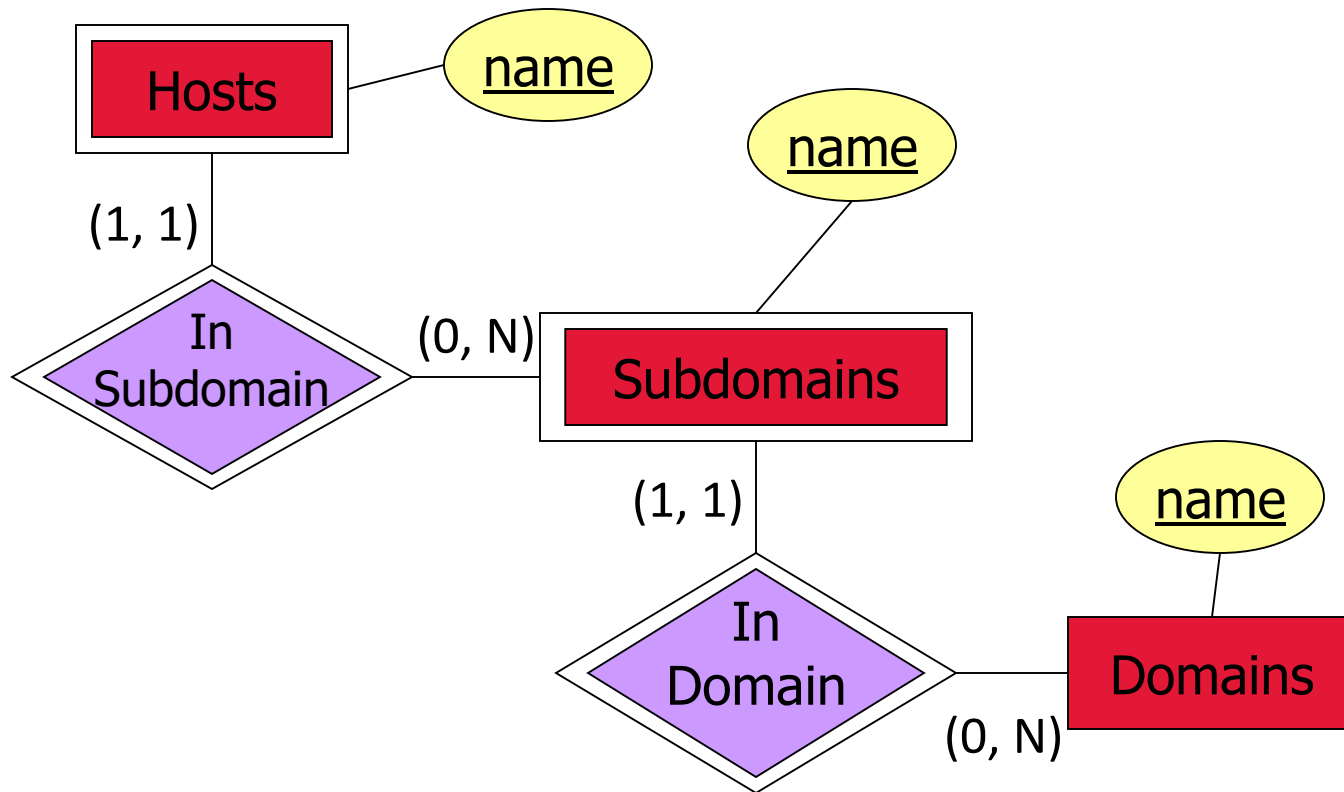 Hosts
name
name
(1, 1)
In
Subdomain
(0, N)
Subdomains
(1, 1)
name
In
Domain
Domains
(0, N)